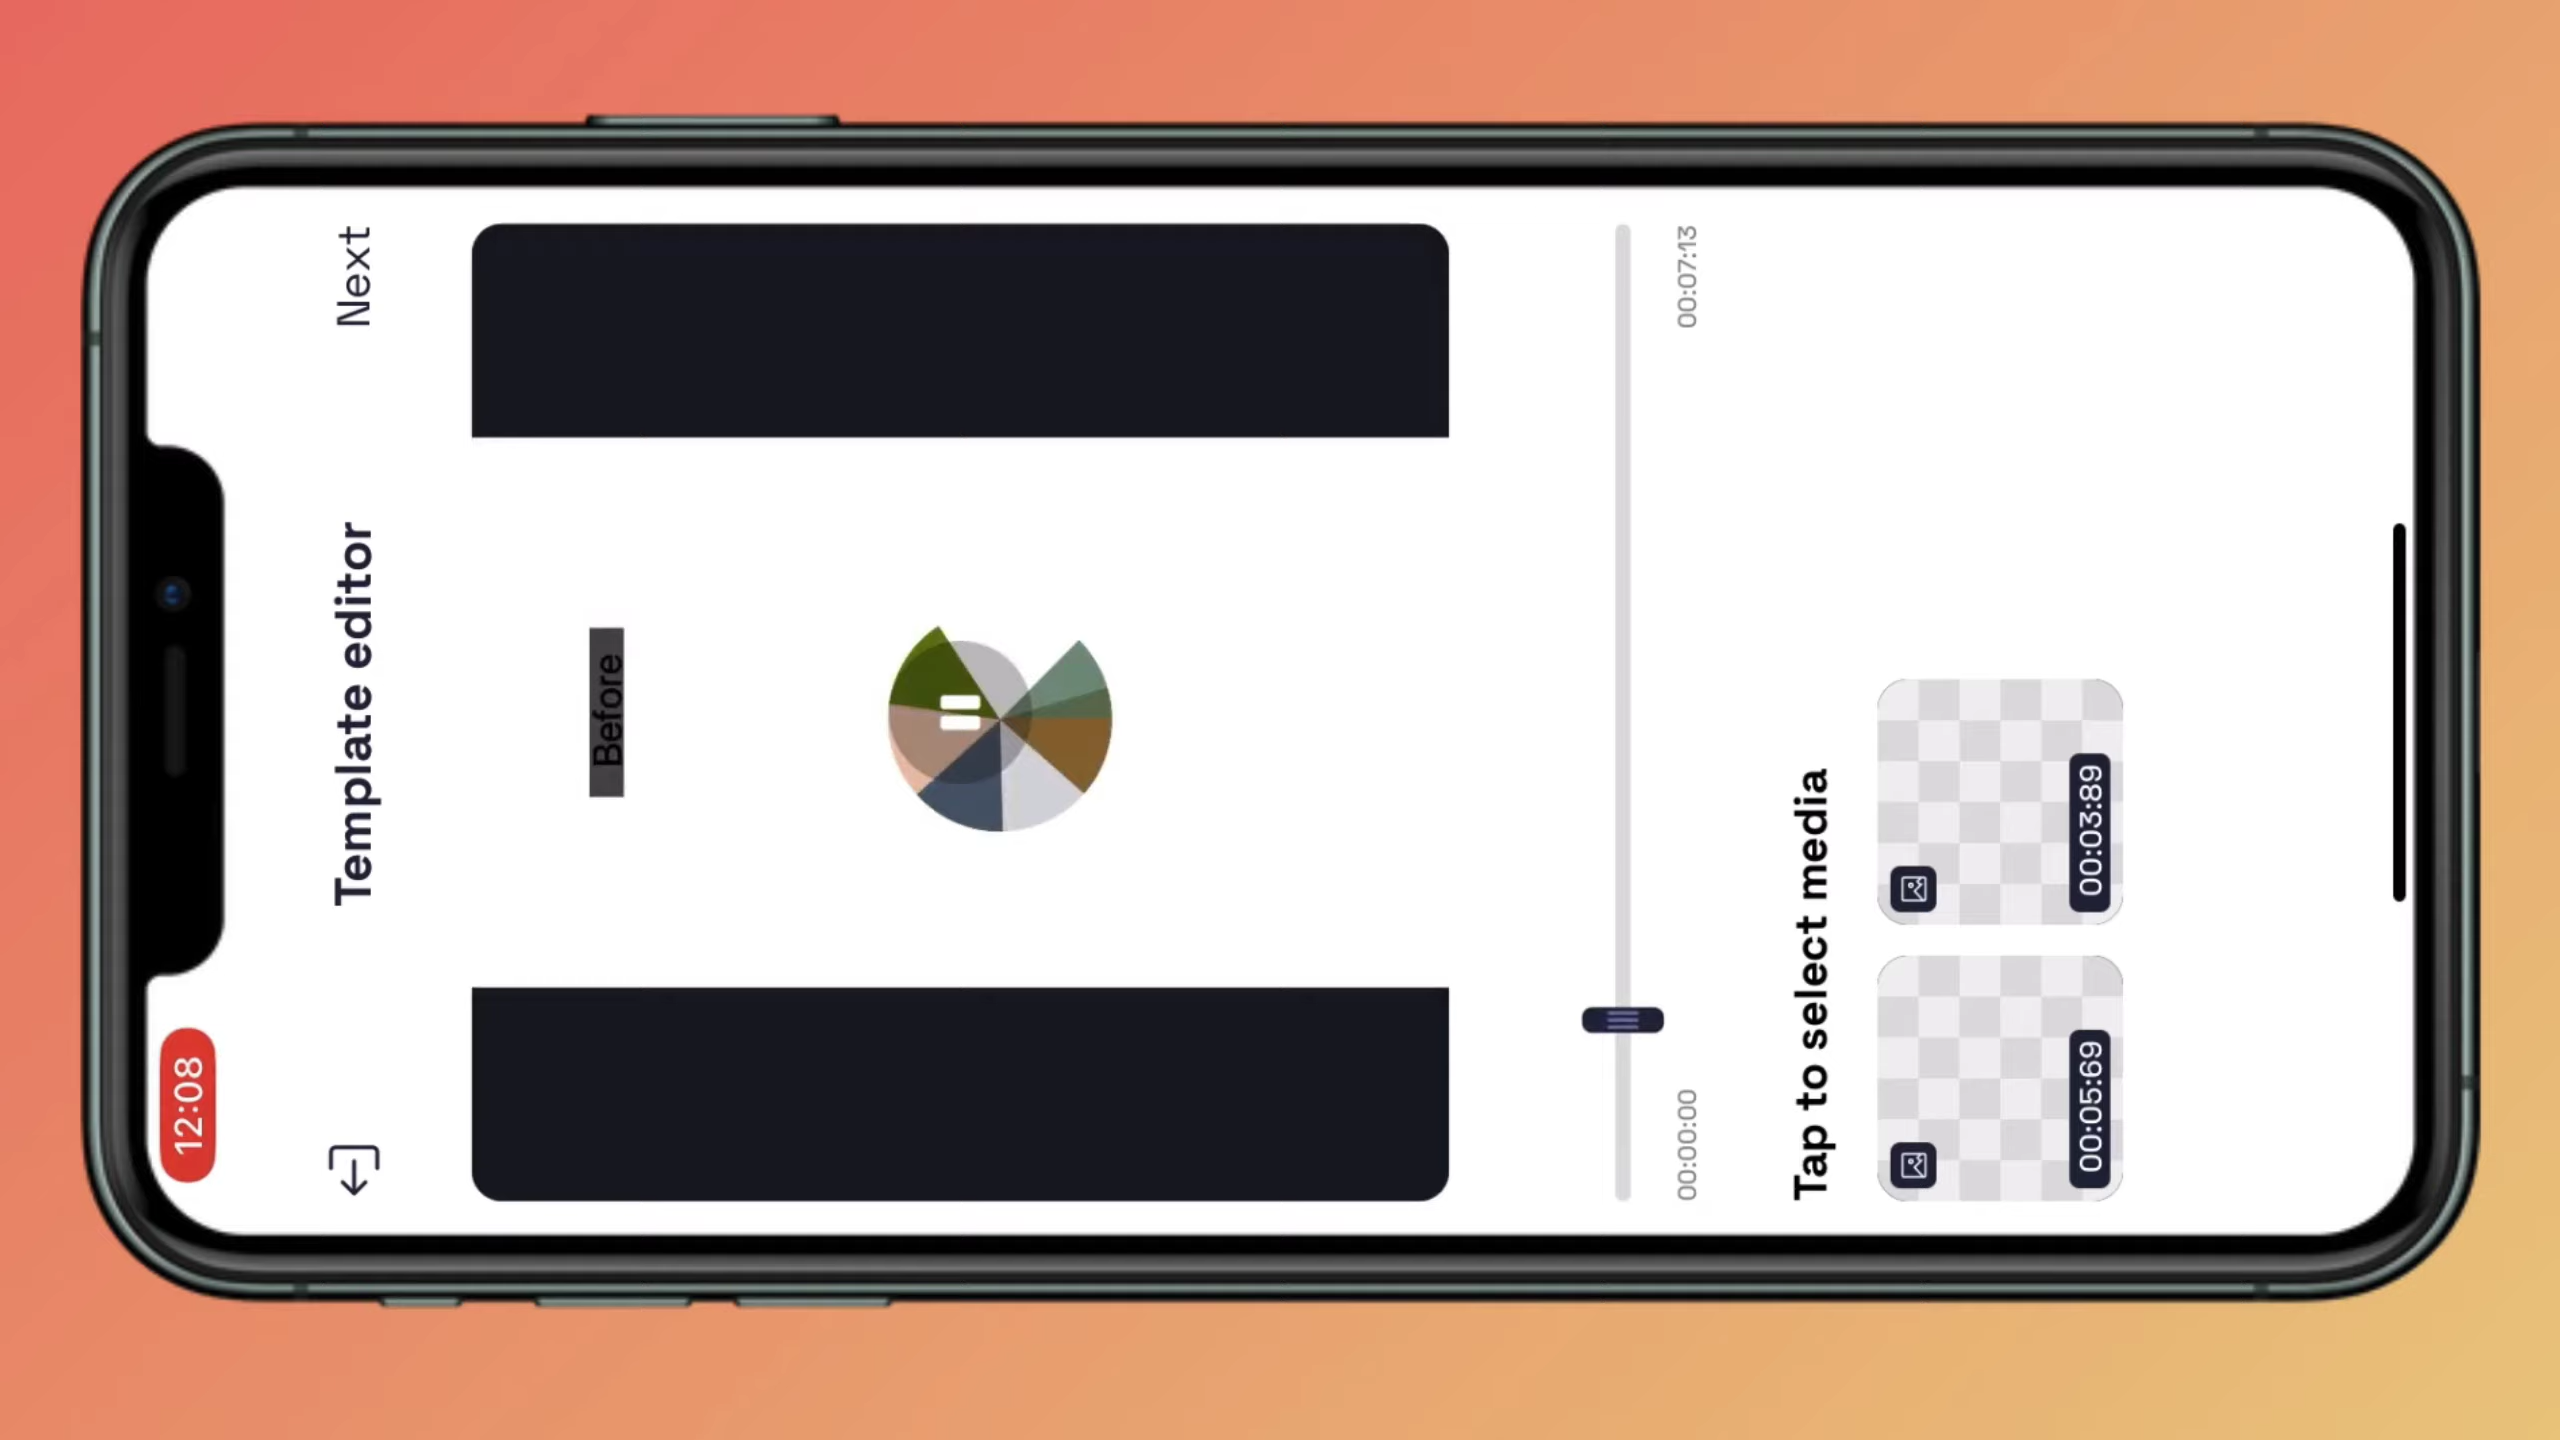 12:08
Template editor
Next
Before
00:00:00
00:07:13
Tap to select media
00:05:69
00:03:89